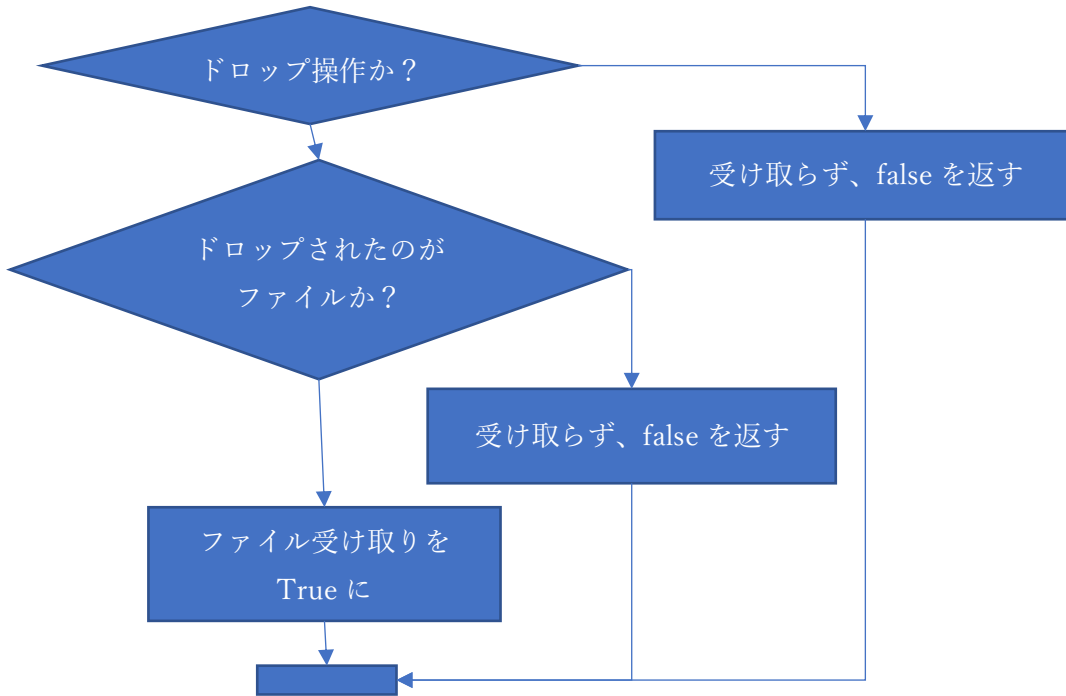 ドロップ操作か？
受け取らず、false を返す
ドロップされたのが
ファイルか？
受け取らず、false を返す
ファイル受け取りを
True に